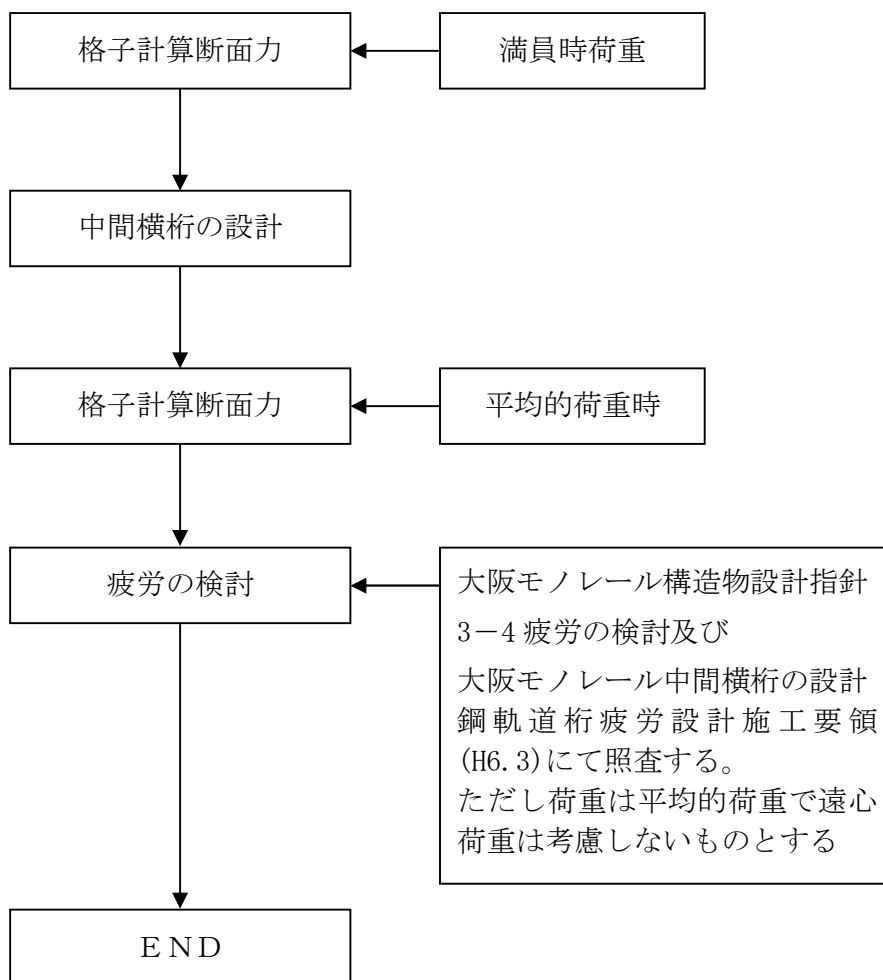 格子計算断面力
満員時荷重
中間横桁の設計
格子計算断面力
平均的荷重時
疲労の検討
大阪モノレール構造物設計指針
3－4 疲労の検討及び
大阪モノレール中間横桁の設計
鋼軌道桁疲労設計施工要領
(H6.3)にて照査する。
ただし荷重は平均的荷重で遠心
荷重は考慮しないものとする
ＥＮＤ